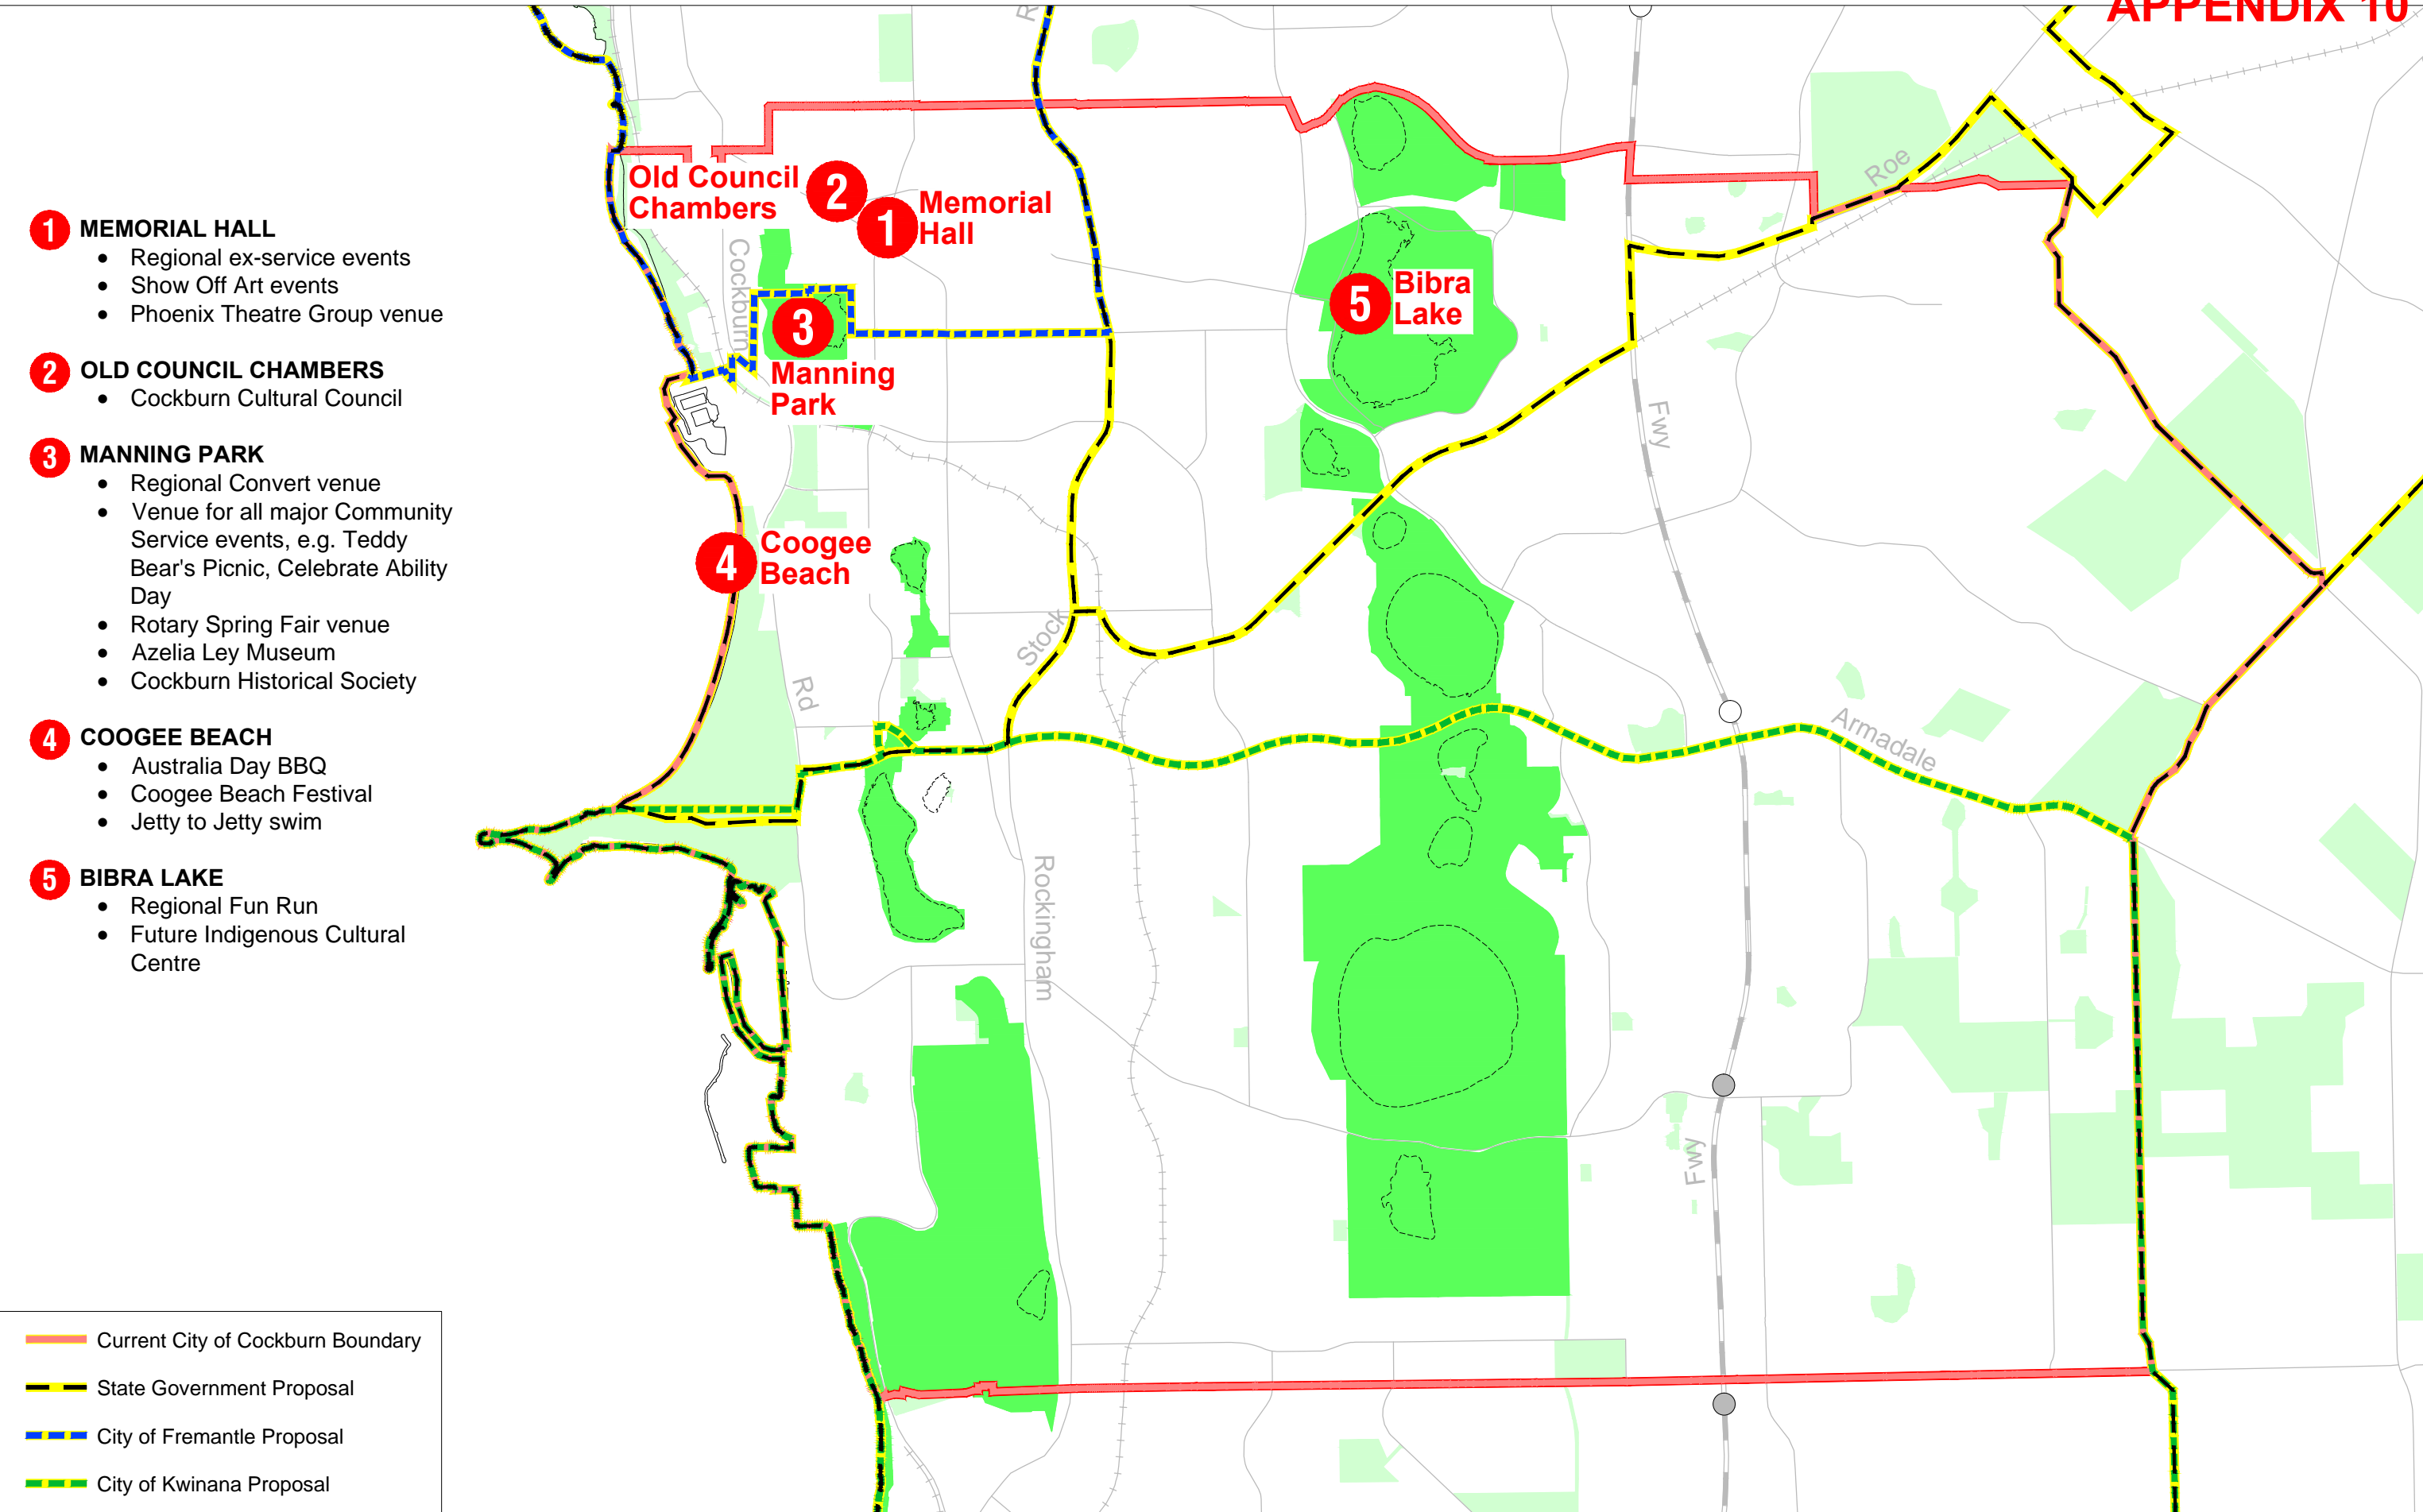 APPENDIX 10
R
1 MEMORIAL HALL
• Regional ex-service events
• Show Off Art events
• Phoenix Theatre Group venue
2 OLD COUNCIL CHAMBERS
• Cockburn Cultural Council
3 MANNING PARK
• Regional Convert venue
• Venue for all major Community
Service events, e.g. Teddy
Bear's Picnic, Celebrate Ability
Day
• Rotary Spring Fair venue
• Azelia Ley Museum
• Cockburn Historical Society
4 COOGEE BEACH
• Australia Day BBQ
• Coogee Beach Festival
• Jetty to Jetty swim
5 BIBRA LAKE
• Regional Fun Run
• Future Indigenous Cultural
Centre
Old Council
Chambers
2
1
Memorial
Hall
Roe
Cockburn
3
Manning
Park
5
Bibra
Lake
Fwy
4
Coogee
Beach
Stock
Rd
Armadale
Rockingham
Fwy
Current City of Cockburn Boundary
State Government Proposal
City of Fremantle Proposal
City of Kwinana Proposal